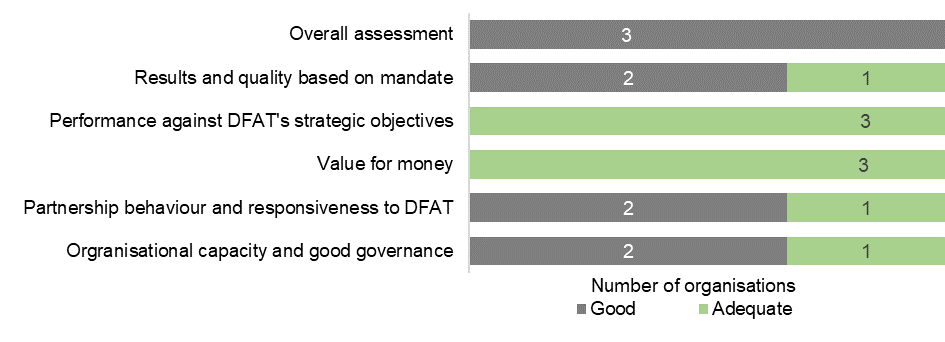 Overall assessment 3
Results and quality based on mandate 2 1
Performance against DFAT's strategic objectives 3
Value for money 3
Partnership behaviour and responsiveness to DFAT 2 1
Orgranisational capacity and good governance 2 1
Number of organisations
Good Adequate